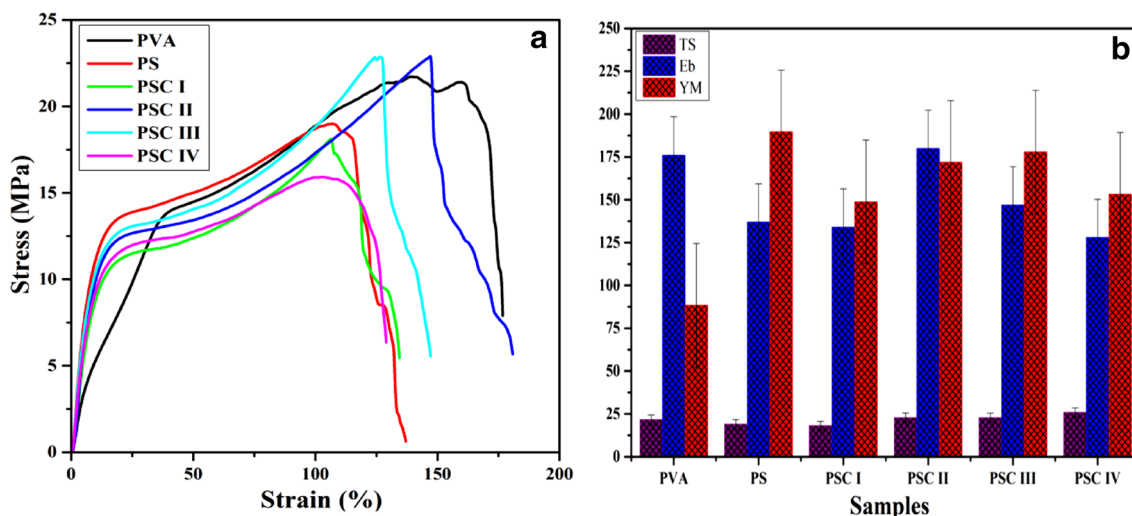 a
PVA
PS
PSC I
PSC II
PSC III
PSC IV
Stress (MPa)
25
20
15
10
5
0
0
50
100
150
200
Strain (%)
b
TS
Eb
YM
250
225
200
175
150
125
100
75
50
25
0
PVA
PS
PSC I
PSC II
PSC III
PSC IV
Samples